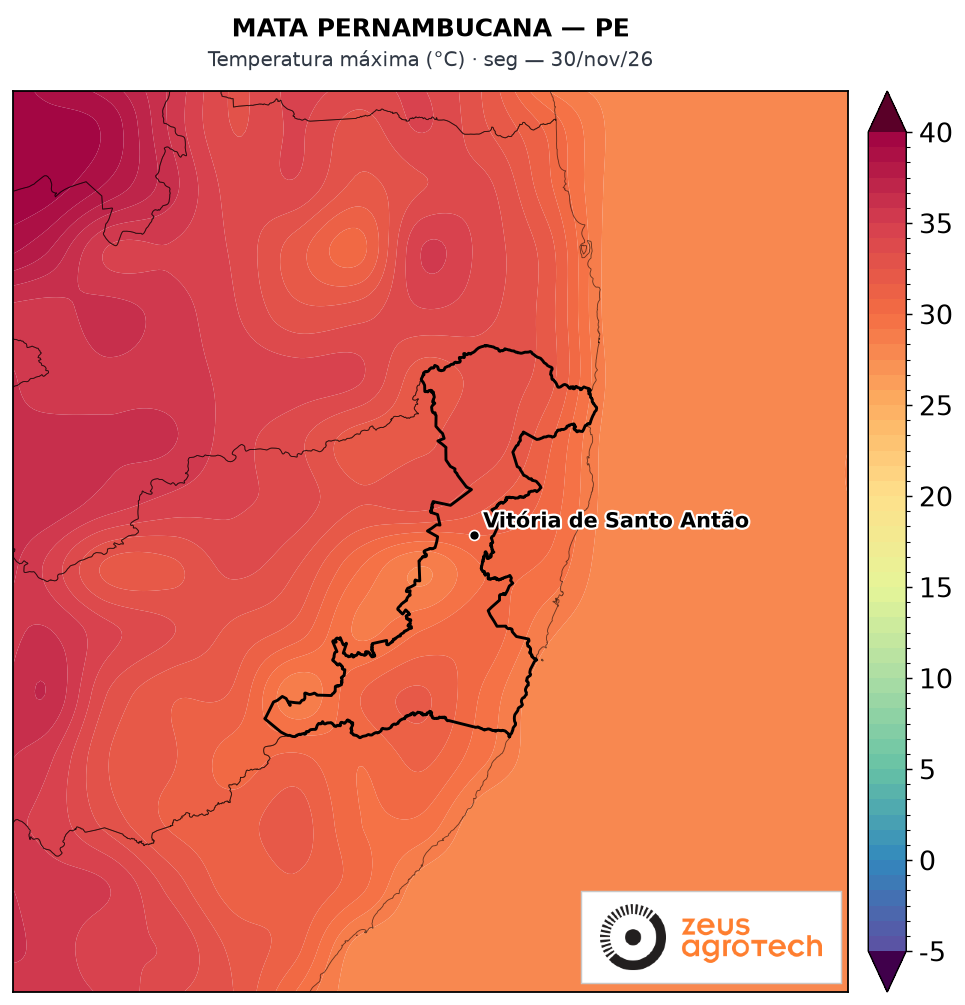 MATA PERNAMBUCANA — PE
Temperatura máxima (°C) · seg — 30/nov/26
40
35
30
25
20
15
10
5
0
-5
Vitória de Santo Antão
zeus
agrotech